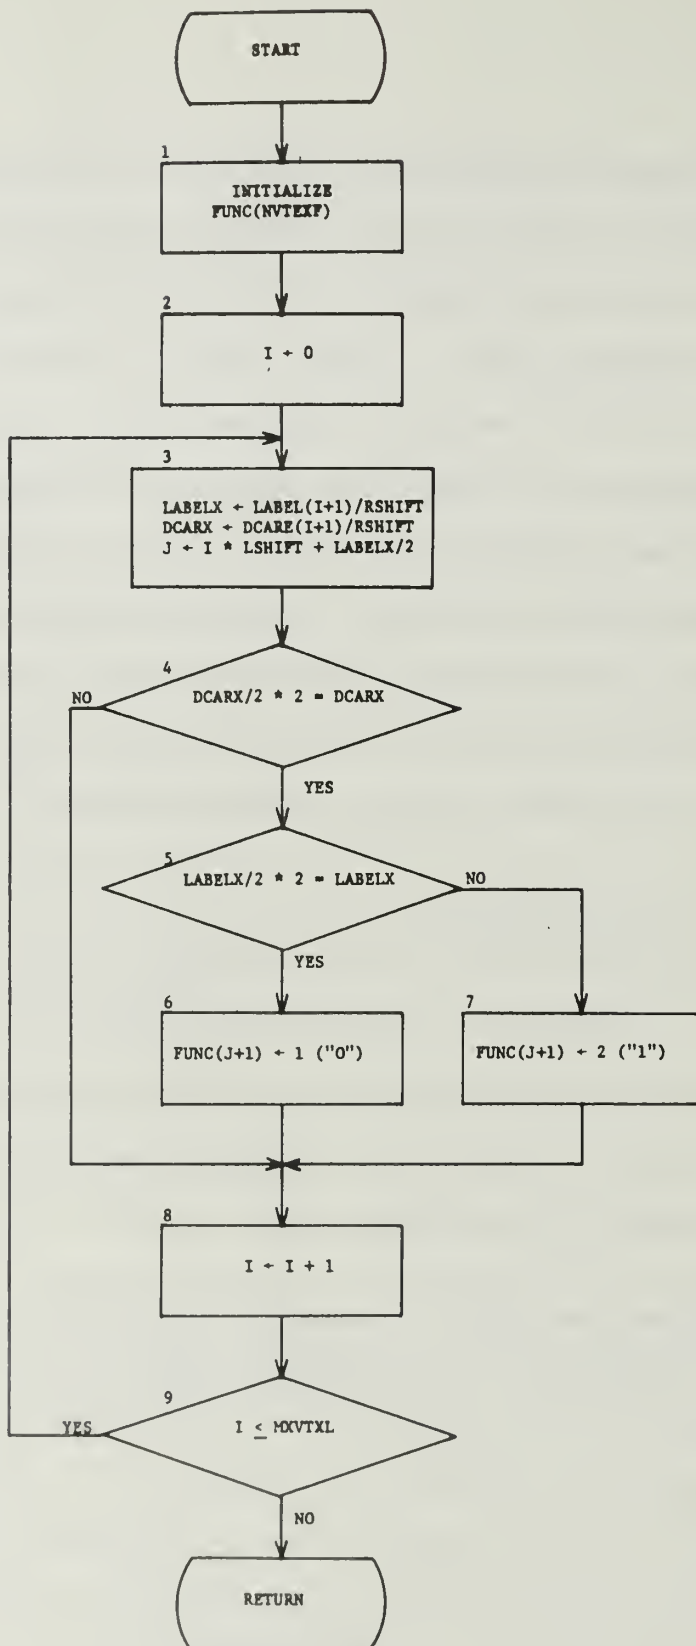 START
1
INITIALIZE
FUNC(NVTEXF)
2
I ← 0
3
LABELX ← LABEL(I+1)/RSHIFT
DCARX ← DCARE(I+1)/RSHIFT
J ← I * LSHIFT + LABELX/2
4
NO
DCARX/2 * 2 = DCARX
YES
5
LABELX/2 * 2 = LABELX
NO
YES
6
FUNC(J+1) ← 1 ("0")
7
FUNC(J+1) ← 2 ("1")
8
I ← I + 1
9
YES
I ≤ MXVTXL
NO
RETURN